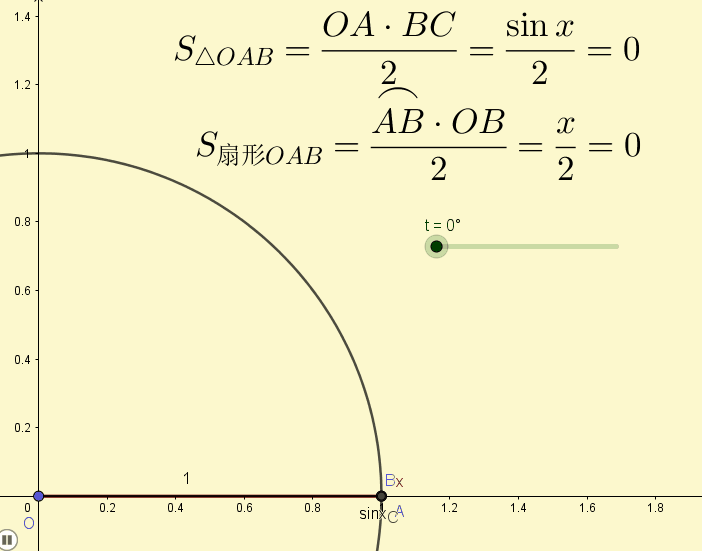 1.4
S_{△OAB} = \frac{OA · BC}{2} = \frac{\sin x}{2} = 0
1.2
S_{扇形OAB} = \frac{\overset{\frown}{AB} · OB}{2} = \frac{x}{2} = 0
1
0.8
t = 0°
0.6
0.4
0.2
1
B x
0 0.2 0.4 0.6 0.8 1.2 1.4 1.6 1.8
sinx C A
O